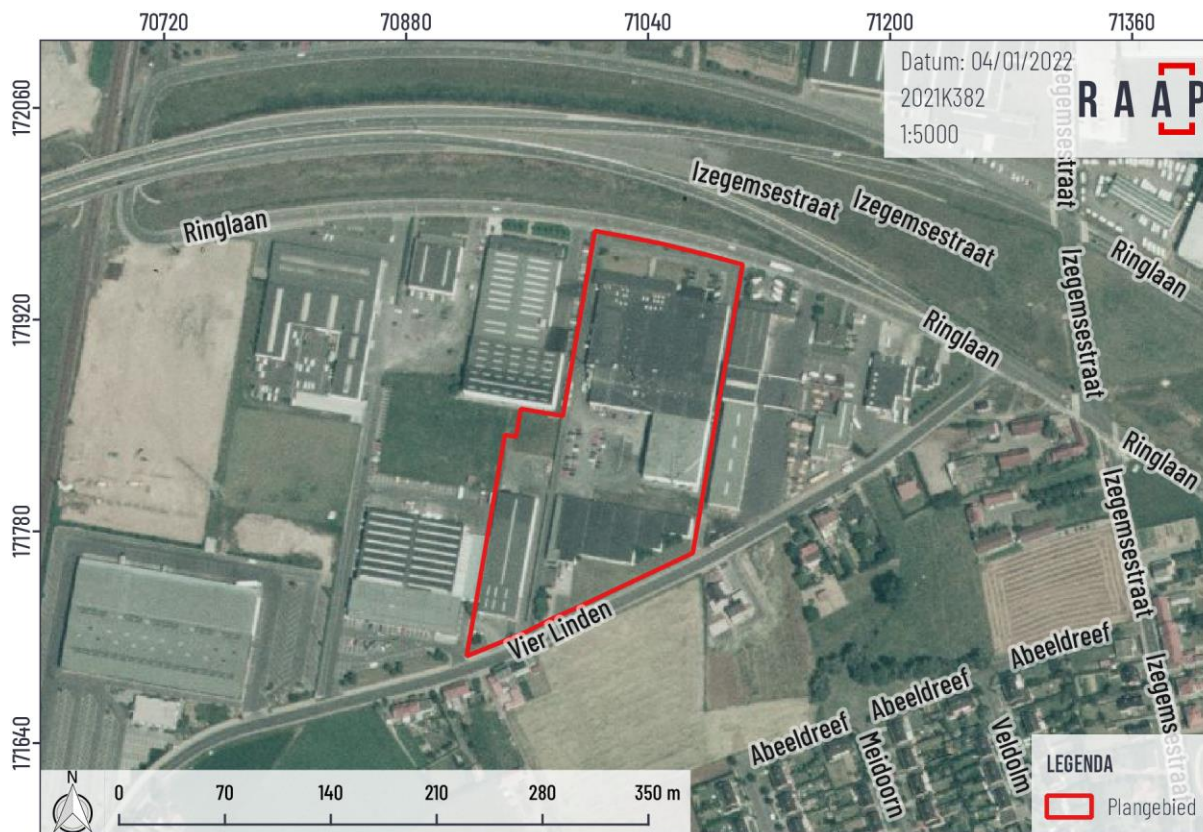 70720 70880 71040 71200 71360
Datum: 04/01/2022
2021K382
1:5000
RAAP
172060
171920
171780
171640
Izegemsestraat
Izegemsestraat
Izegemsestraat
Ringlaan
Ringlaan
Izegemsestraat
Ringlaan
Ringlaan
Izegemsestraat
Vier Linden
Abeeldreef
Abeeldreef
Abeeldreef
Izegemsestraat
Meidoorn
Veldolm
N
0 70 140 210 280 350 m
LEGENDA
Plangebied